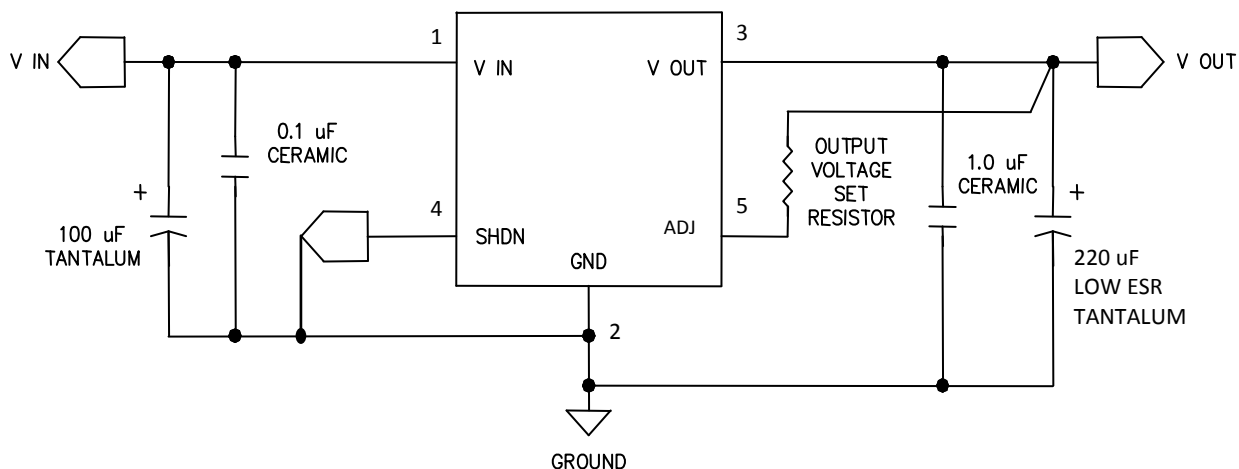 V IN
1
V IN
V OUT
3
V OUT
0.1 uF
CERAMIC
+
100 uF
TANTALUM
4
SHDN
GND
ADJ
5
OUTPUT
VOLTAGE
SET
RESISTOR
1.0 uF
CERAMIC
+
220 uF
LOW ESR
TANTALUM
2
GROUND